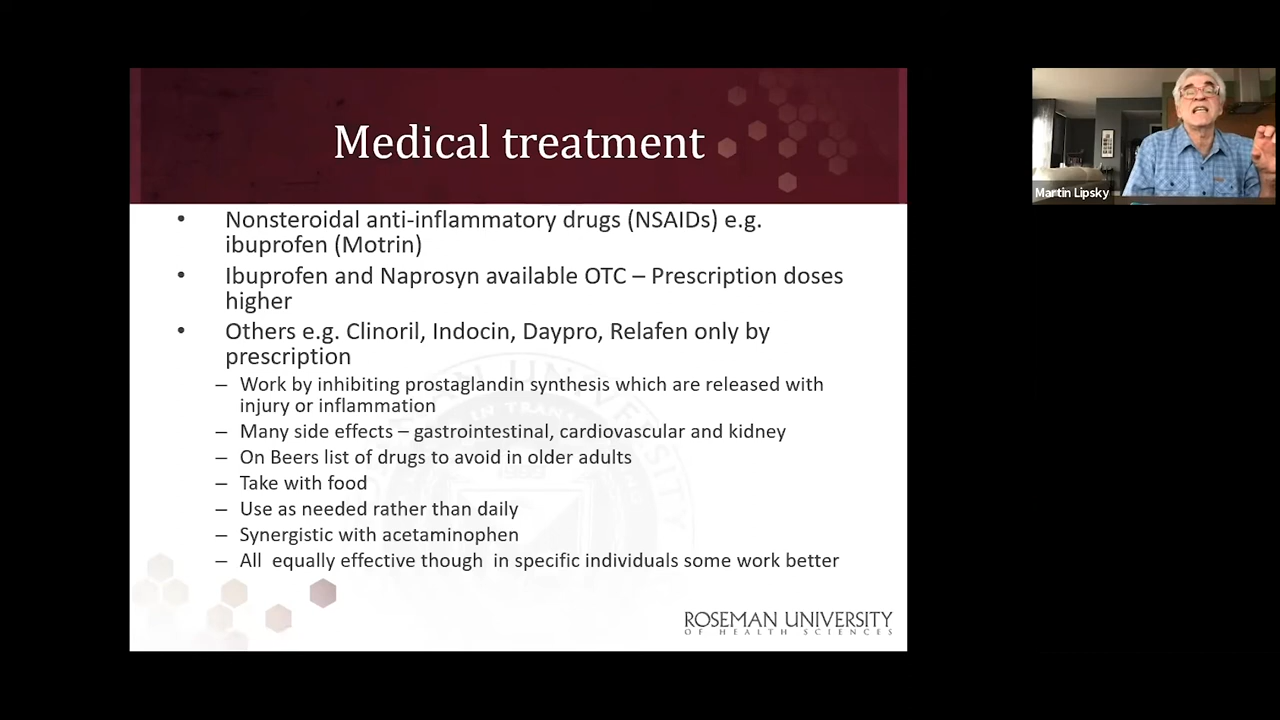 Medical treatment
• Nonsteroidal anti-inflammatory drugs (NSAIDs) e.g.
ibuprofen (Motrin)
• Ibuprofen and Naprosyn available OTC – Prescription doses
higher
• Others e.g. Clinoril, Indocin, Daypro, Relafen only by
prescription
– Work by inhibiting prostaglandin synthesis which are released with
injury or inflammation
– Many side effects – gastrointestinal, cardiovascular and kidney
– On Beers list of drugs to avoid in older adults
– Take with food
– Use as needed rather than daily
– Synergistic with acetaminophen
– All  equally effective though  in specific individuals some work better
ROSEMAN UNIVERSITY
OF HEALTH SCIENCES
Martin Lipsky